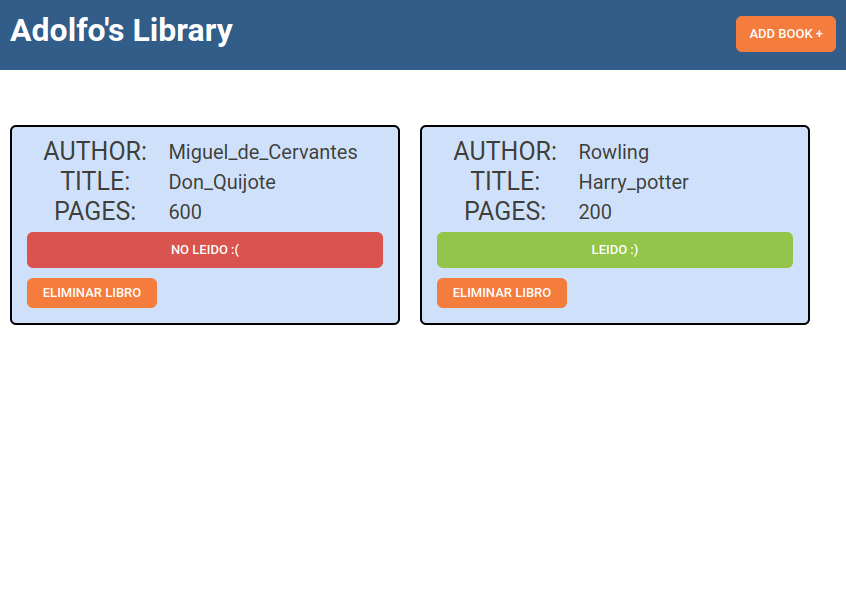 Adolfo's Library
ADD BOOK +
AUTHOR: Miguel_de_Cervantes
TITLE: Don_Quijote
PAGES: 600
NO LEIDO :(
ELIMINAR LIBRO
AUTHOR: Rowling
TITLE: Harry_potter
PAGES: 200
LEIDO :)
ELIMINAR LIBRO